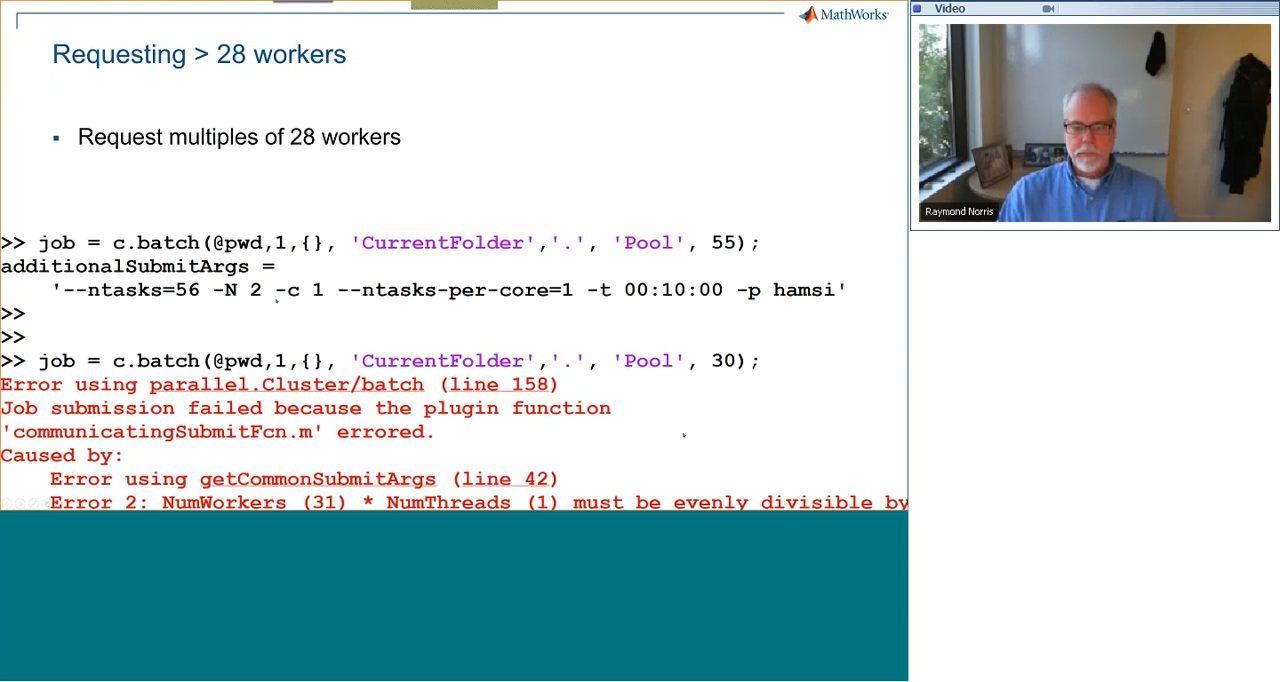 MathWorks®
Requesting > 28 workers
▪ Request multiples of 28 workers
>> job = c.batch(@pwd,1,{}, 'CurrentFolder','.', 'Pool', 55);
additionalSubmitArgs =
'--ntasks=56 -N 2 -c 1 --ntasks-per-core=1 -t 00:10:00 -p hamsi'
>>
>>
>> job = c.batch(@pwd,1,{}, 'CurrentFolder','.', 'Pool', 30);
Error using parallel.Cluster/batch (line 158)
Job submission failed because the plugin function
'communicatingSubmitFcn.m' errored.
Caused by:
Error using getCommonSubmitArgs (line 42)
Error 2: NumWorkers (31) * NumThreads (1) must be evenly divisible by
Video
Raymond Norris